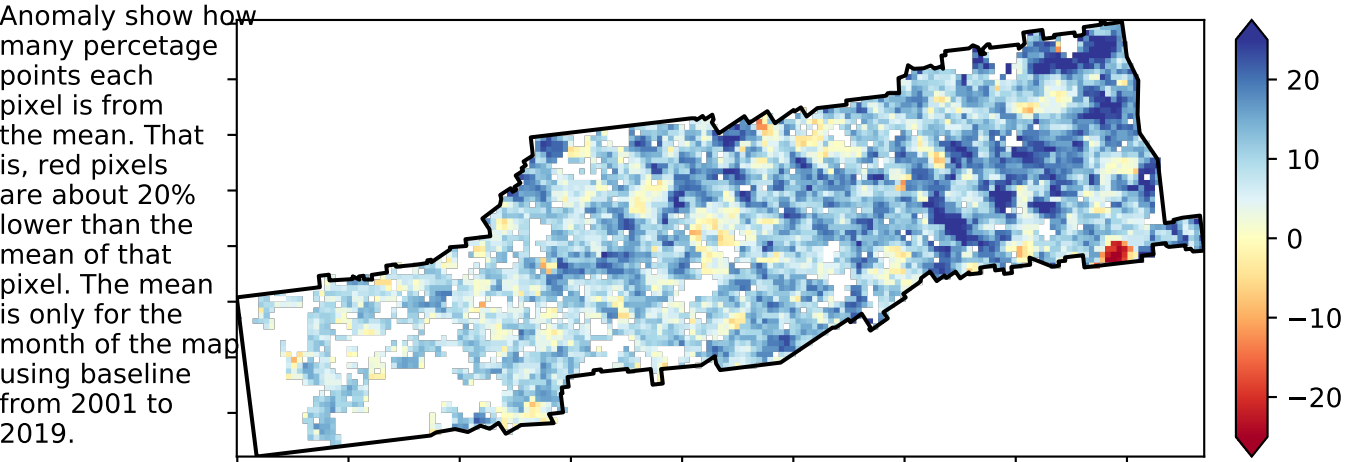 Anomaly show how
many percetage
points each
pixel is from
the mean. That
is, red pixels
are about 20%
lower than the
mean of that
pixel. The mean
is only for the
month of the map
using baseline
from 2001 to
2019.
20
10
0
−10
−20